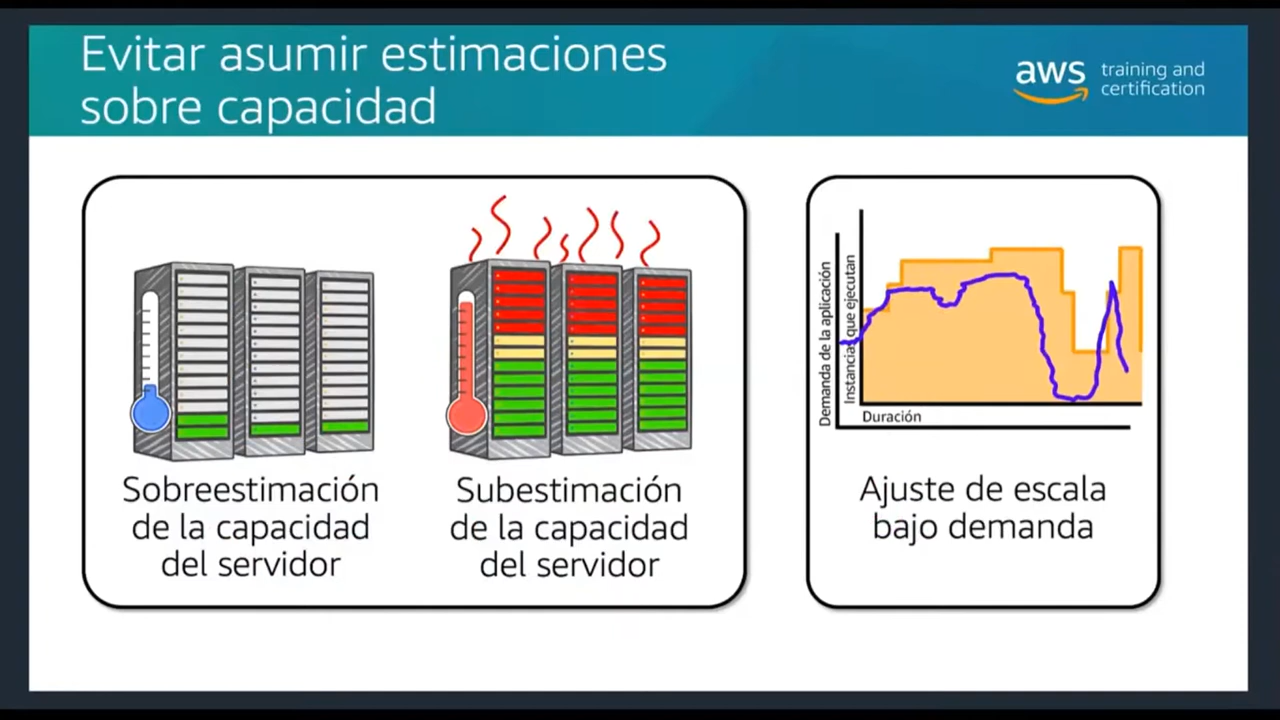 Evitar asumir estimaciones
sobre capacidad
aws
training and
certification
Sobreestimación
de la capacidad
del servidor
Subestimación
de la capacidad
del servidor
Demanda de la aplicación
Instancias que ejecutan
Duración
Ajuste de escala
bajo demanda